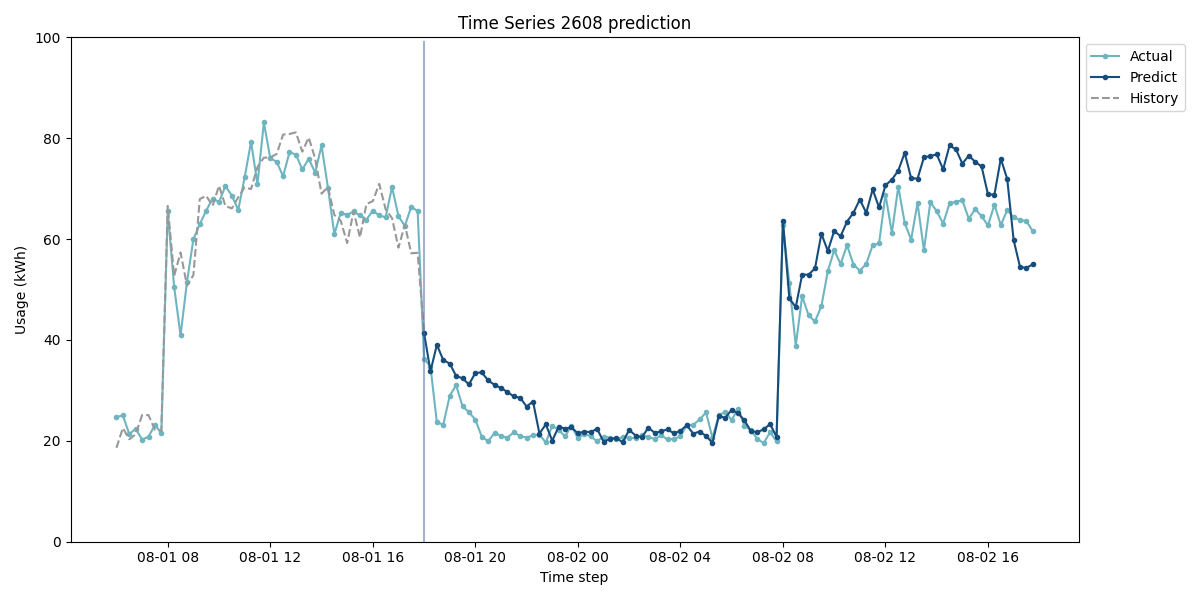 Time Series 2608 prediction
Actual
Predict
History
Usage (kWh)
100
80
60
40
20
0
08-01 08
08-01 12
08-01 16
08-01 20
08-02 00
08-02 04
08-02 08
08-02 12
08-02 16
Time step